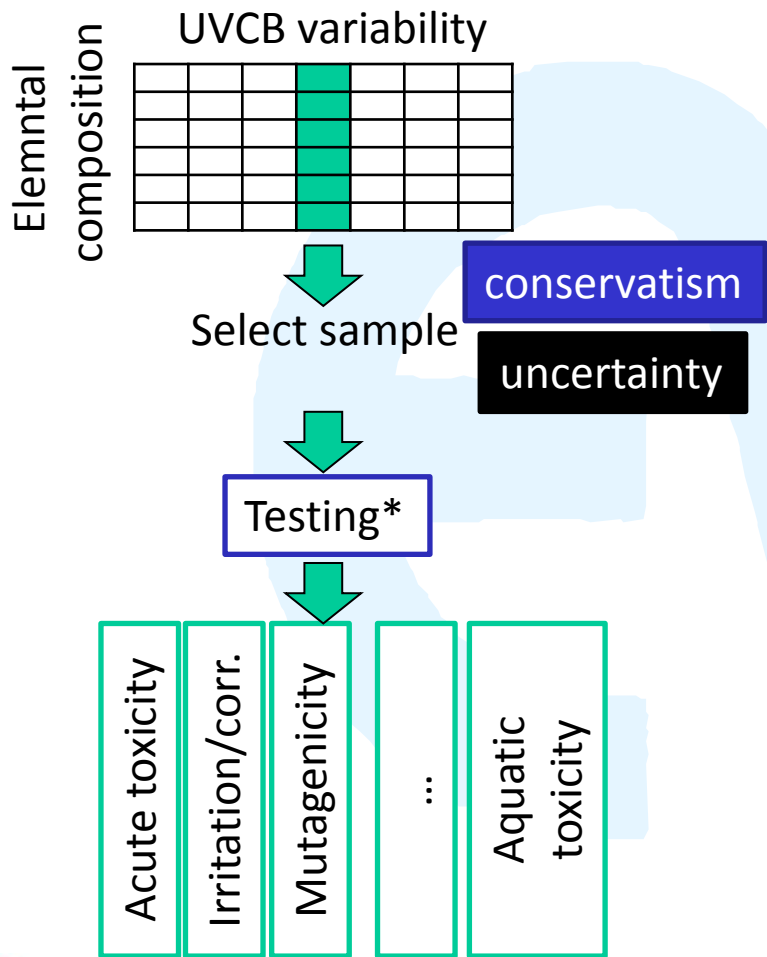 UVCB variability
Elemntal
composition
conservatism
Select sample
uncertainty
Testing*
Acute toxicity
Irritation/corr.
Mutagenicity
...
Aquatic
toxicity